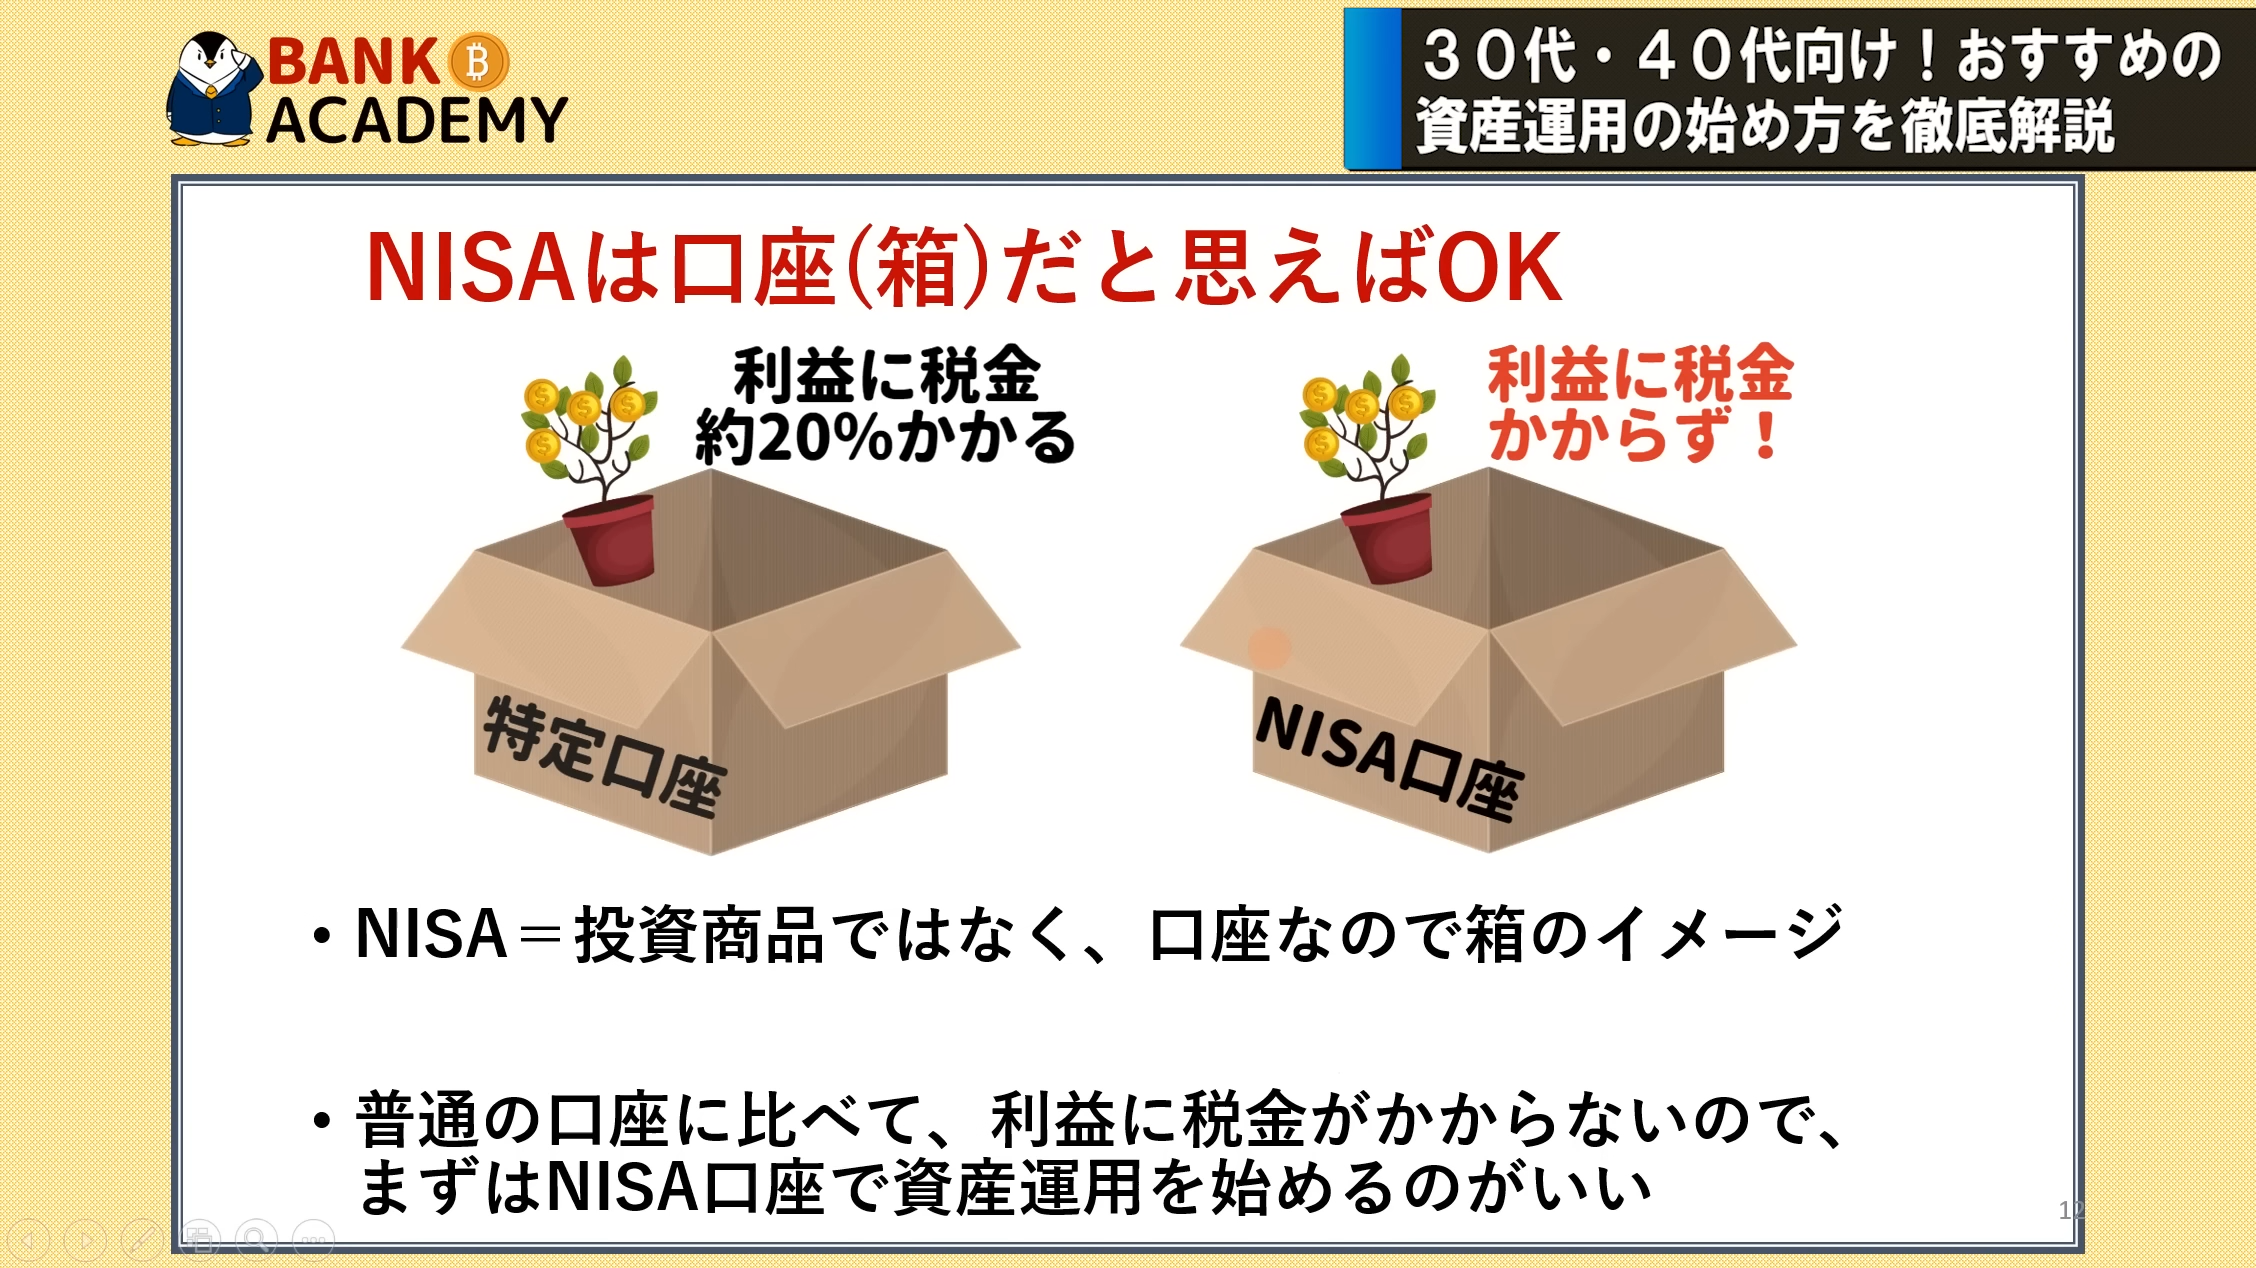 BANK
ACADEMY
30代・40代向け！おすすめの
資産運用の始め方を徹底解説
NISAは口座(箱)だと思えばOK
利益に税金
約20%かかる
利益に税金
かからず！
特定口座
NISA口座
• NISA＝投資商品ではなく、口座なので箱のイメージ
• 普通の口座に比べて、利益に税金がかからないので、
まずはNISA口座で資産運用を始めるのがいい
12